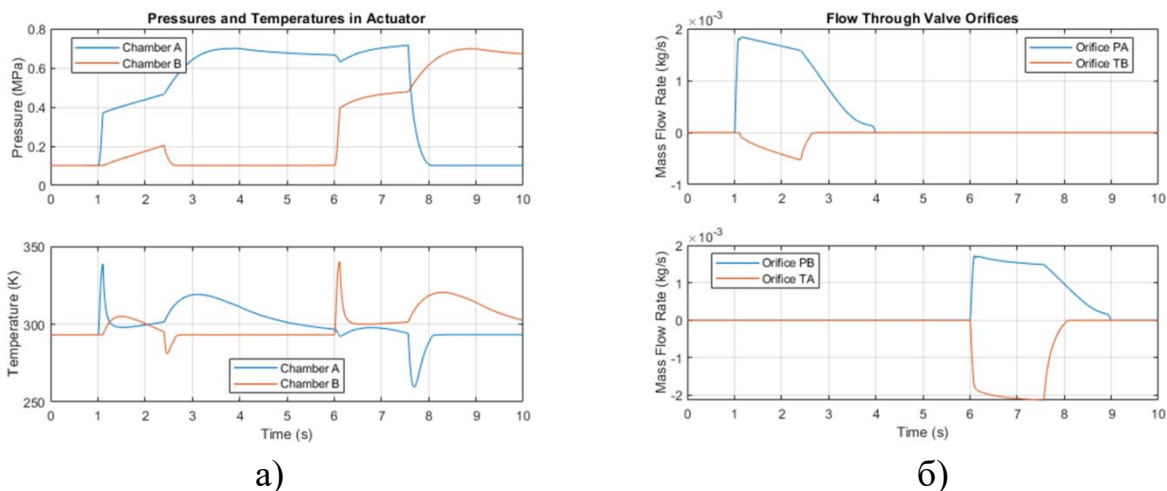 Pressures and Temperatures in Actuator
Pressure (MPa)
0.8
0.6
0.4
0.2
0
Chamber A
Chamber B
0 1 2 3 4 5 6 7 8 9 10
Temperature (K)
350
300
250
Chamber A
Chamber B
0 1 2 3 4 5 6 7 8 9 10
Time (s)
а)
Flow Through Valve Orifices
×10⁻³
Mass Flow Rate (kg/s)
2
1
0
-1
Orifice PA
Orifice TB
0 1 2 3 4 5 6 7 8 9 10
×10⁻³
Mass Flow Rate (kg/s)
2
1
0
-1
-2
Orifice PB
Orifice TA
0 1 2 3 4 5 6 7 8 9 10
Time (s)
б)